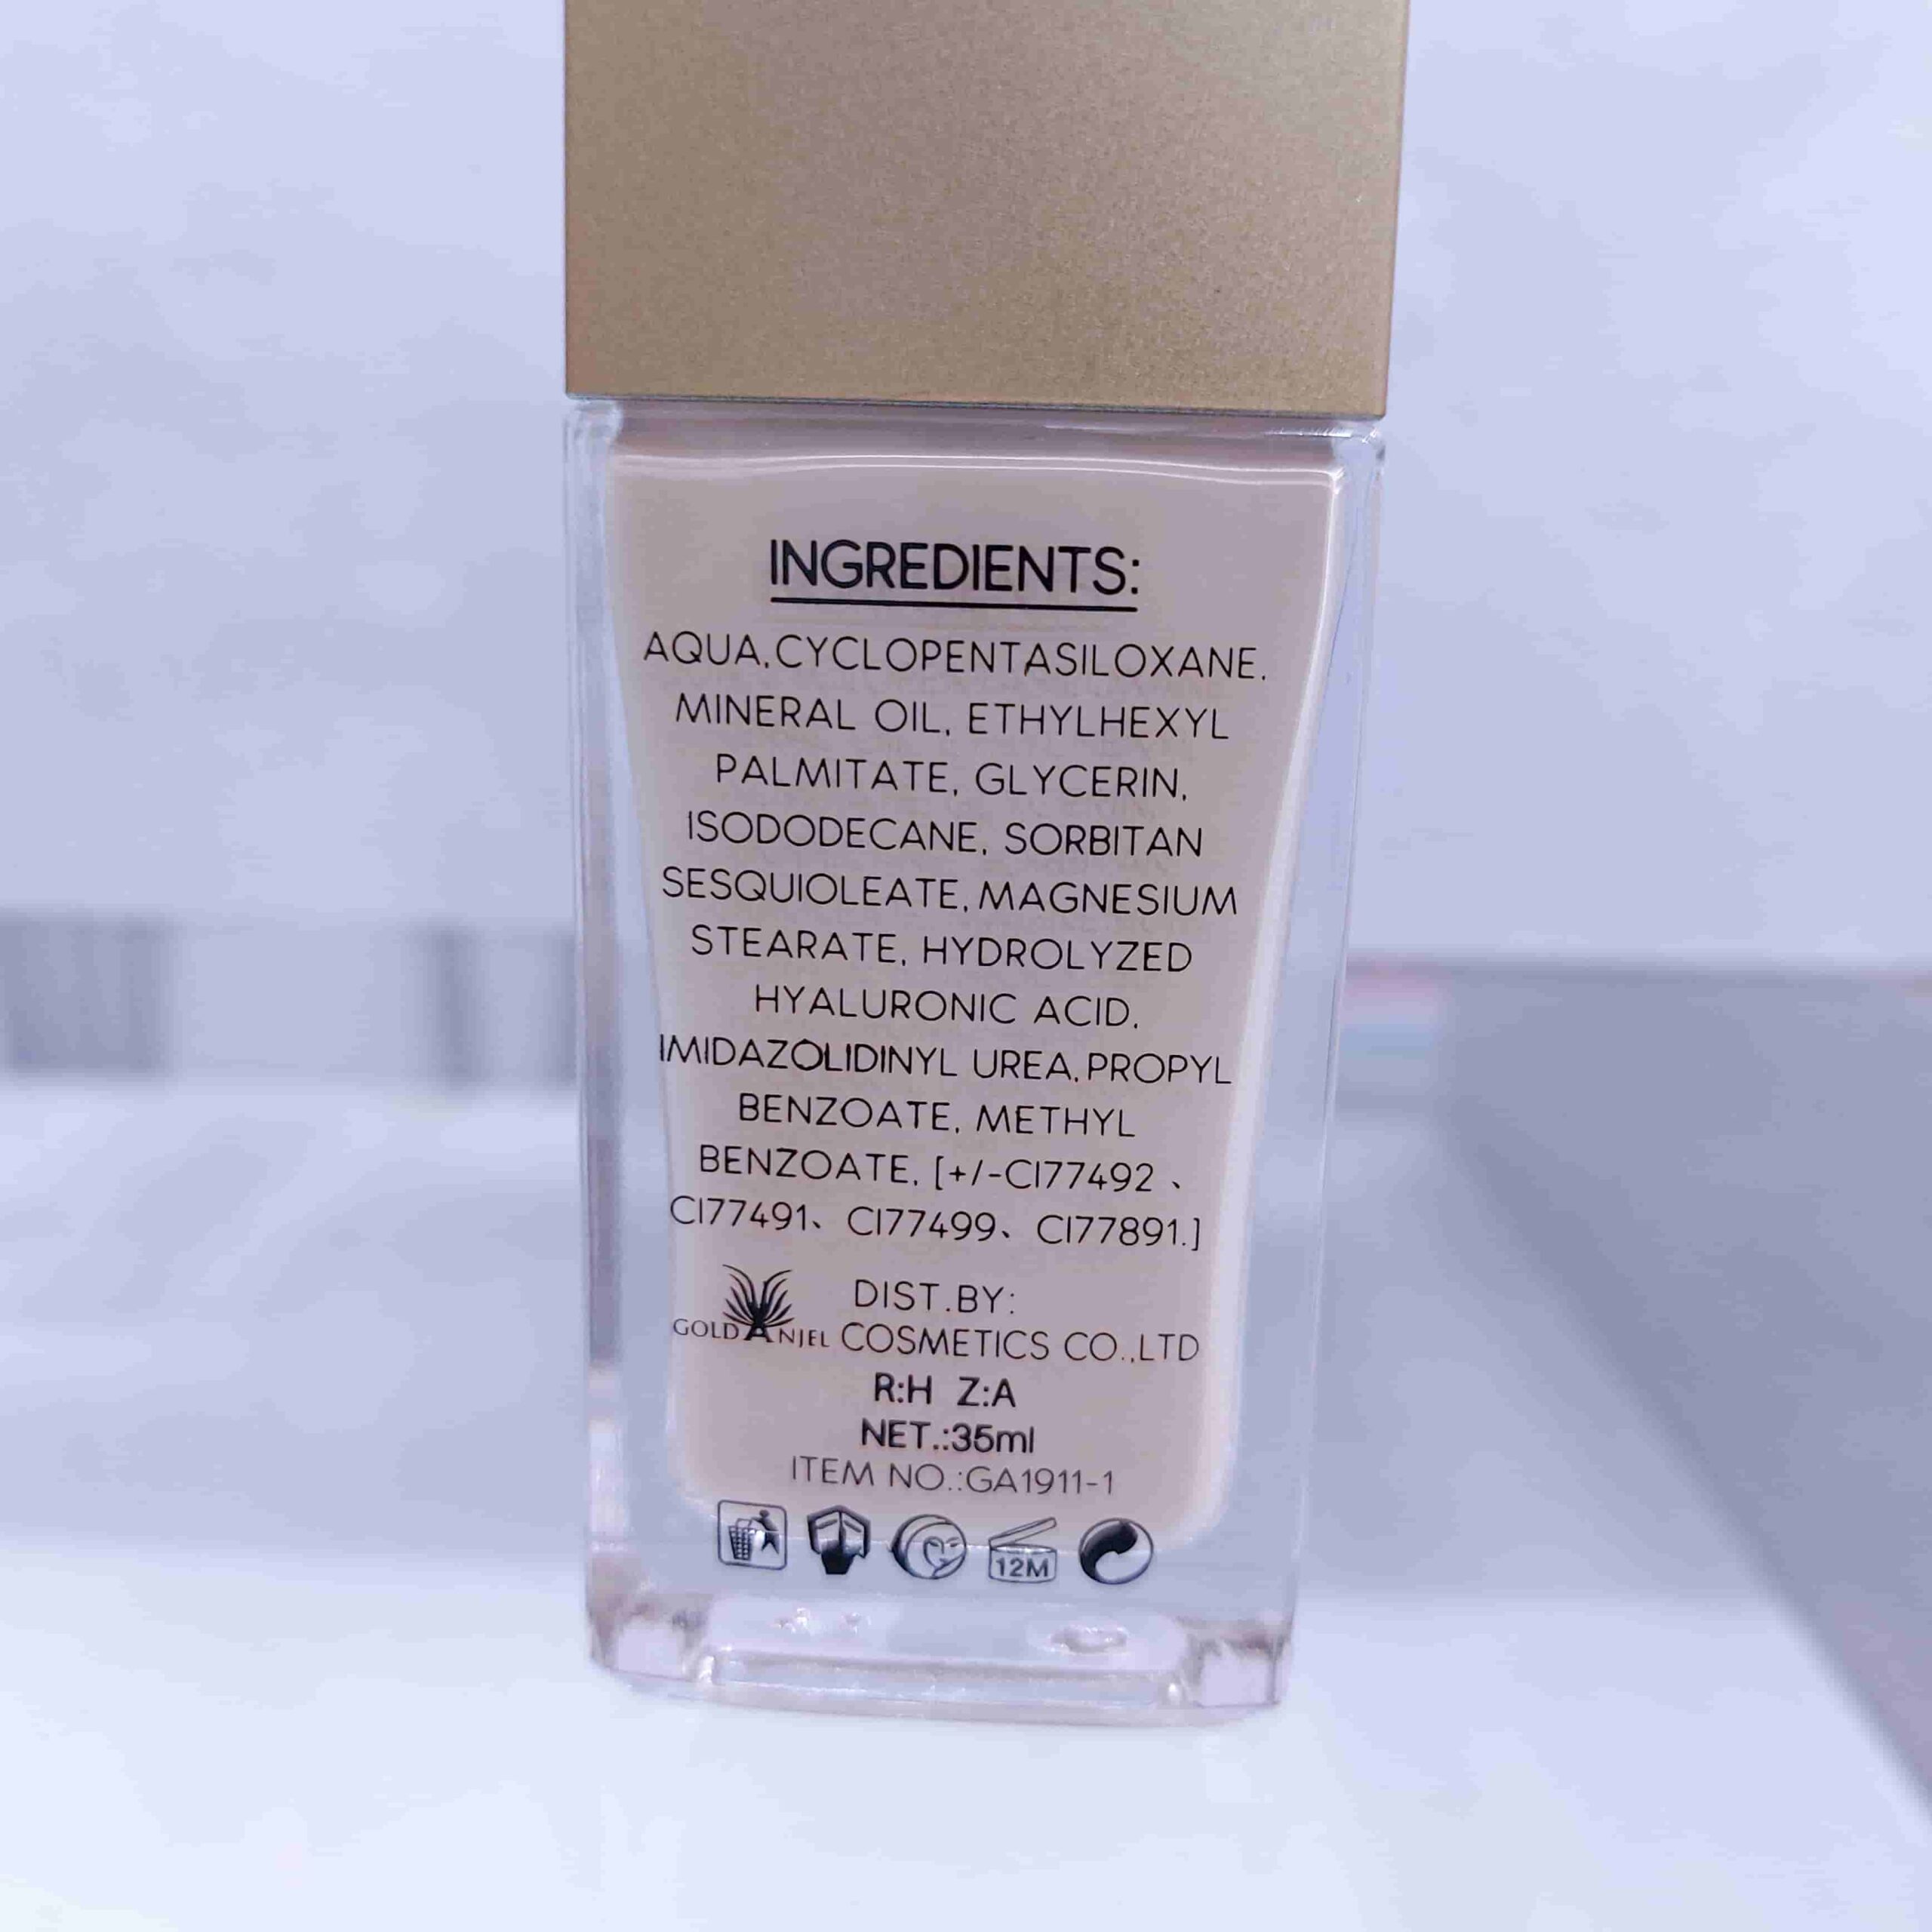 INGREDIENTS:
AQUA,CYCLOPENTASILOXANE,
MINERAL OIL, ETHYLHEXYL
PALMITATE, GLYCERIN,
ISODODECANE, SORBITAN
SESQUIOLEATE, MAGNESIUM
STEARATE, HYDROLYZED
HYALURONIC ACID,
IMIDAZOLIDINYL UREA, PROPYL
BENZOATE, METHYL
BENZOATE, [+/-CI77492 、
CI77491、 CI77499、 CI77891.]
DIST.BY:
GOLD ANJEL COSMETICS CO.,LTD
R:H Z:A
NET.:35ml
ITEM NO.:GA1911-1
12M